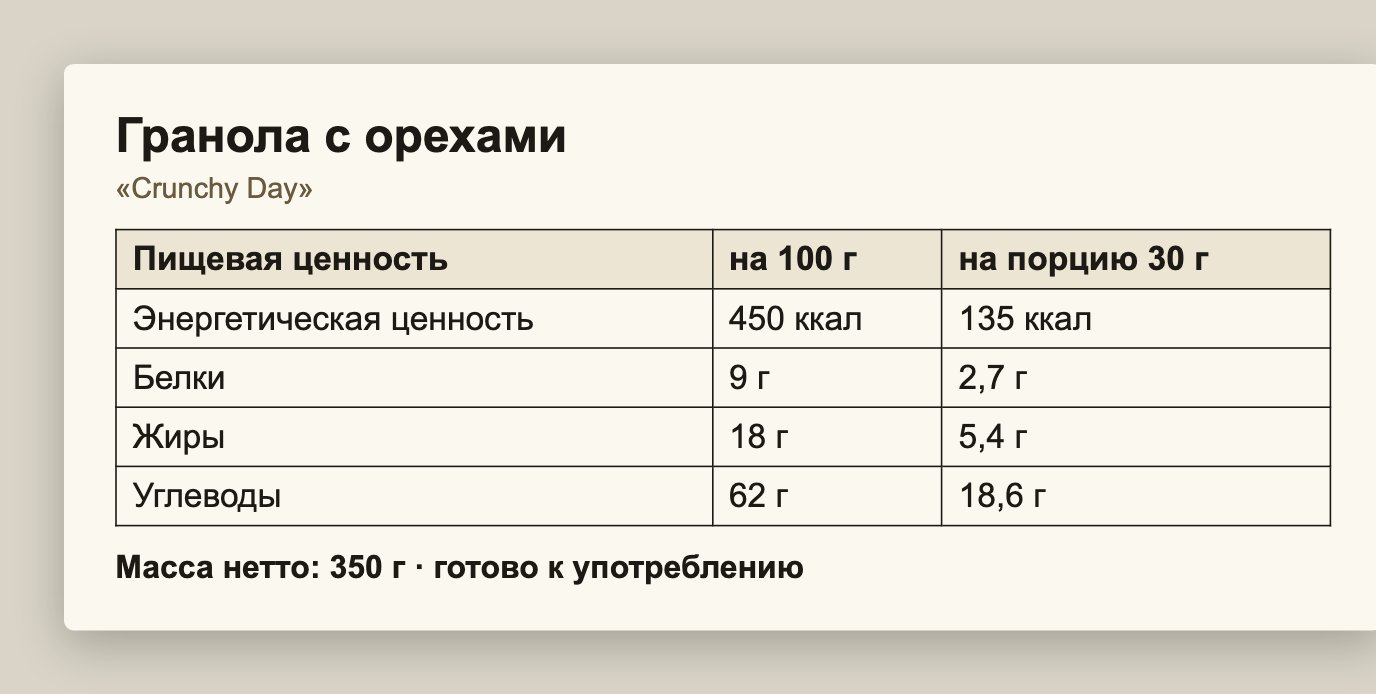 Гранола с орехами
«Crunchy Day»
Пищевая ценность на 100 г на порцию 30 г
Энергетическая ценность 450 ккал 135 ккал
Белки 9 г 2,7 г
Жиры 18 г 5,4 г
Углеводы 62 г 18,6 г
Масса нетто: 350 г · готово к употреблению